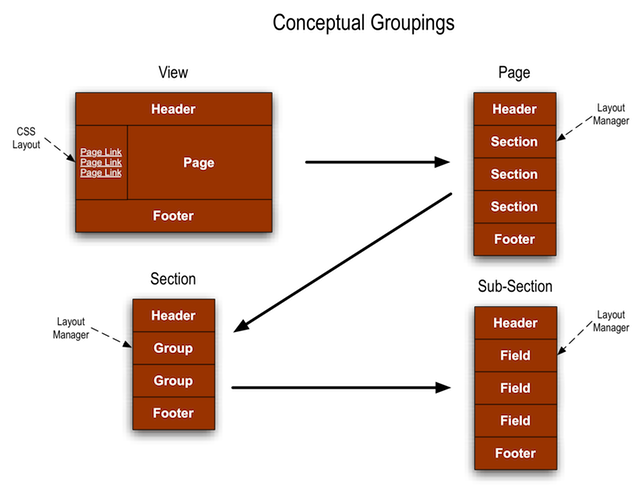 Conceptual Groupings
View
Header
CSS
Layout
Page Link
Page Link
Page Link
Page
Footer
Page
Header
Layout
Manager
Section
Section
Section
Footer
Section
Header
Layout
Manager
Group
Group
Footer
Sub-Section
Header
Layout
Manager
Field
Field
Field
Footer